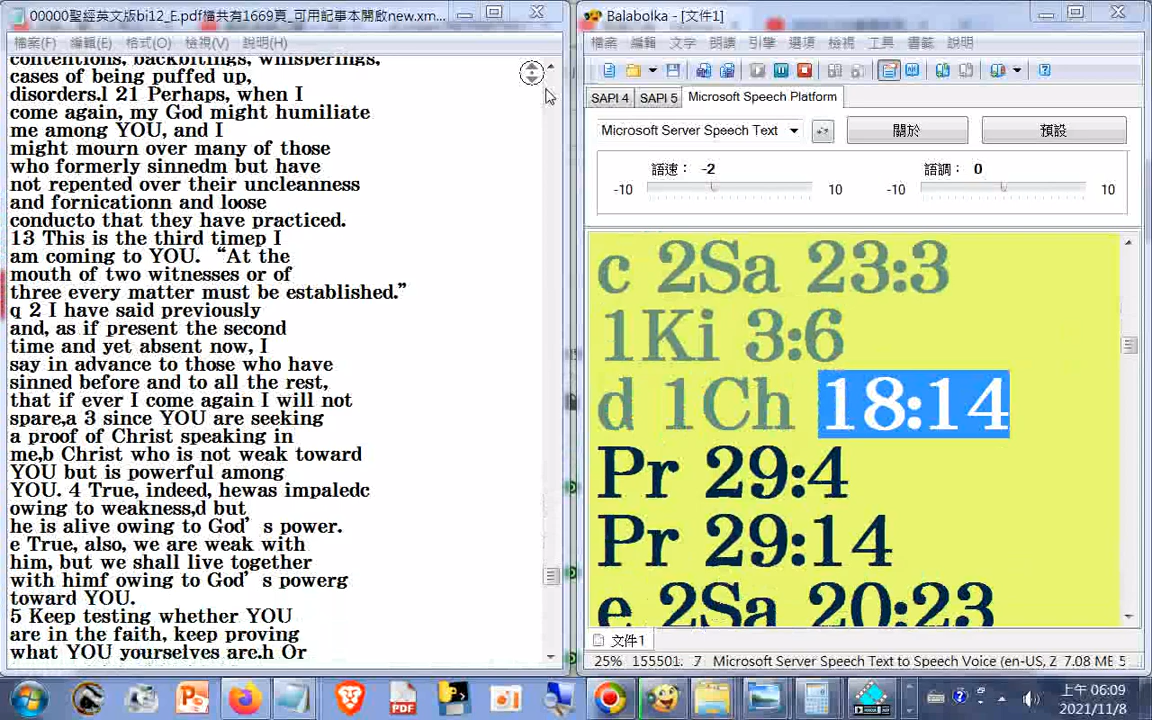 00000聖經英文版bi12_E.pdf檔共有1669頁_可用記事本開啟new.xm...
檔案(F) 編輯(E) 格式(O) 檢視(V) 說明(H)
contentions, backbitings, whisperings,
cases of being puffed up,
disorders.l 21 Perhaps, when I
come again, my God might humiliate
me among YOU, and I
might mourn over many of those
who formerly sinnedm but have
not repented over their uncleanness
and fornicationn and loose
conducto that they have practiced.
13 This is the third timep I
am coming to YOU. “At the
mouth of two witnesses or of
three every matter must be established.”
q 2 I have said previously
and, as if present the second
time and yet absent now, I
say in advance to those who have
sinned before and to all the rest,
that if ever I come again I will not
spare,a 3 since YOU are seeking
a proof of Christ speaking in
me,b Christ who is not weak toward
YOU but is powerful among
YOU. 4 True, indeed, hewas impaledc
owing to weakness,d but
he is alive owing to God’s power.
e True, also, we are weak with
him, but we shall live together
with himf owing to God’s powerg
toward YOU.
5 Keep testing whether YOU
are in the faith, keep proving
what YOU yourselves are.h Or
Balabolka - [文件1]
檔案 編輯 文字 朗讀 引擎 選項 檢視 工具 書籤 說明
SAPI 4 SAPI 5 Microsoft Speech Platform
Microsoft Server Speech Text 關於 預設
語速: -2 語調: 0
-10 10 -10 10
c 2Sa 23:3
1Ki 3:6
d 1Ch 18:14
Pr 29:4
Pr 29:14
e 2Sa 20:23
文件1
25% 155501. 7 Microsoft Server Speech Text to Speech Voice (en-US, Z 7.08 MB 5
PDF
上午 06:09
2021/11/8